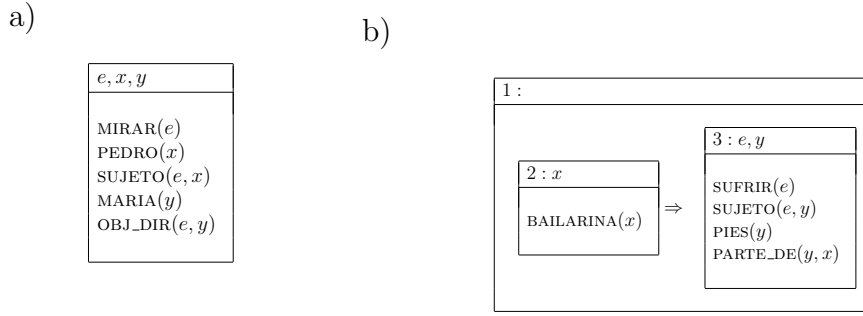 a)
e, x, y
MIRAR(e)
PEDRO(x)
SUJETO(e, x)
MARIA(y)
OBJ_DIR(e, y)
b)
1 :
2 : x
BAILARINA(x)
⇒
3 : e, y
SUFRIR(e)
SUJETO(e, y)
PIES(y)
PARTE_DE(y, x)